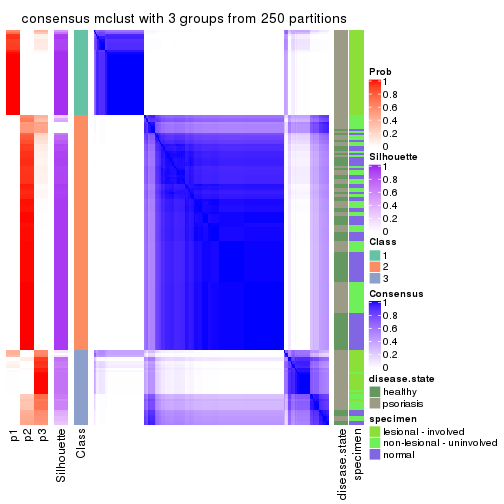 consensus mclust with 3 groups from 250 partitions
Prob
1
0.8
0.6
0.4
0.2
0
Silhouette
1
0.8
0.6
0.4
0.2
0
Class
1
2
3
Consensus
1
0.8
0.6
0.4
0.2
0
disease.state
healthy
psoriasis
specimen
lesional - involved
non-lesional - uninvolved
normal
p1
p2
p3
Silhouette
Class
disease.state
specimen